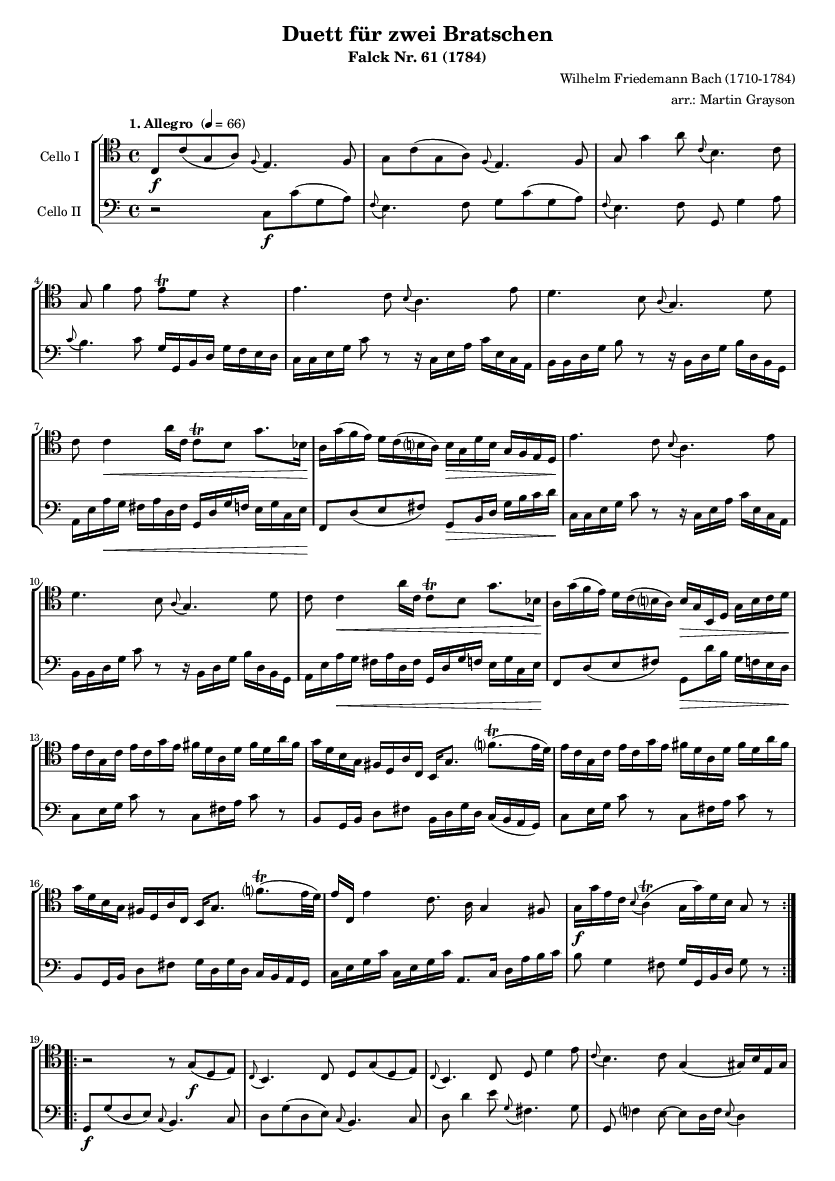 Duett für zwei Bratschen
Falck Nr. 61 (1784)
Wilhelm Friedemann Bach (1710-1784)
arr.: Martin Grayson
1. Allegro (♩ = 66)
Cello I
f
Cello II
f
4
tr
7
tr
10
tr
13
tr
16
tr
tr
f
19
f
f